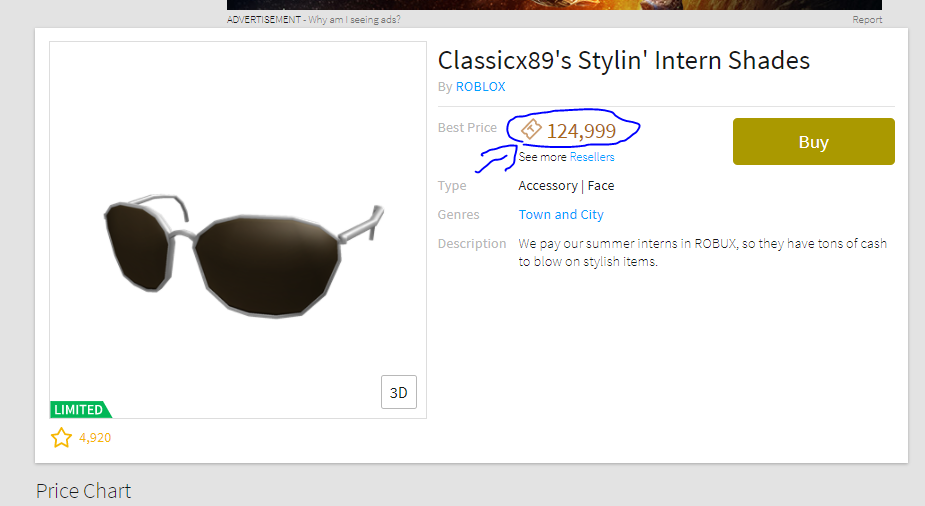 ADVERTISEMENT - Why am I seeing ads? Report
Classicx89's Stylin' Intern Shades
By ROBLOX
Best Price 124,999
Buy
See more Resellers
Type Accessory | Face
Genres Town and City
Description We pay our summer interns in ROBUX, so they have tons of cash
to blow on stylish items.
3D
LIMITED
4,920
Price Chart